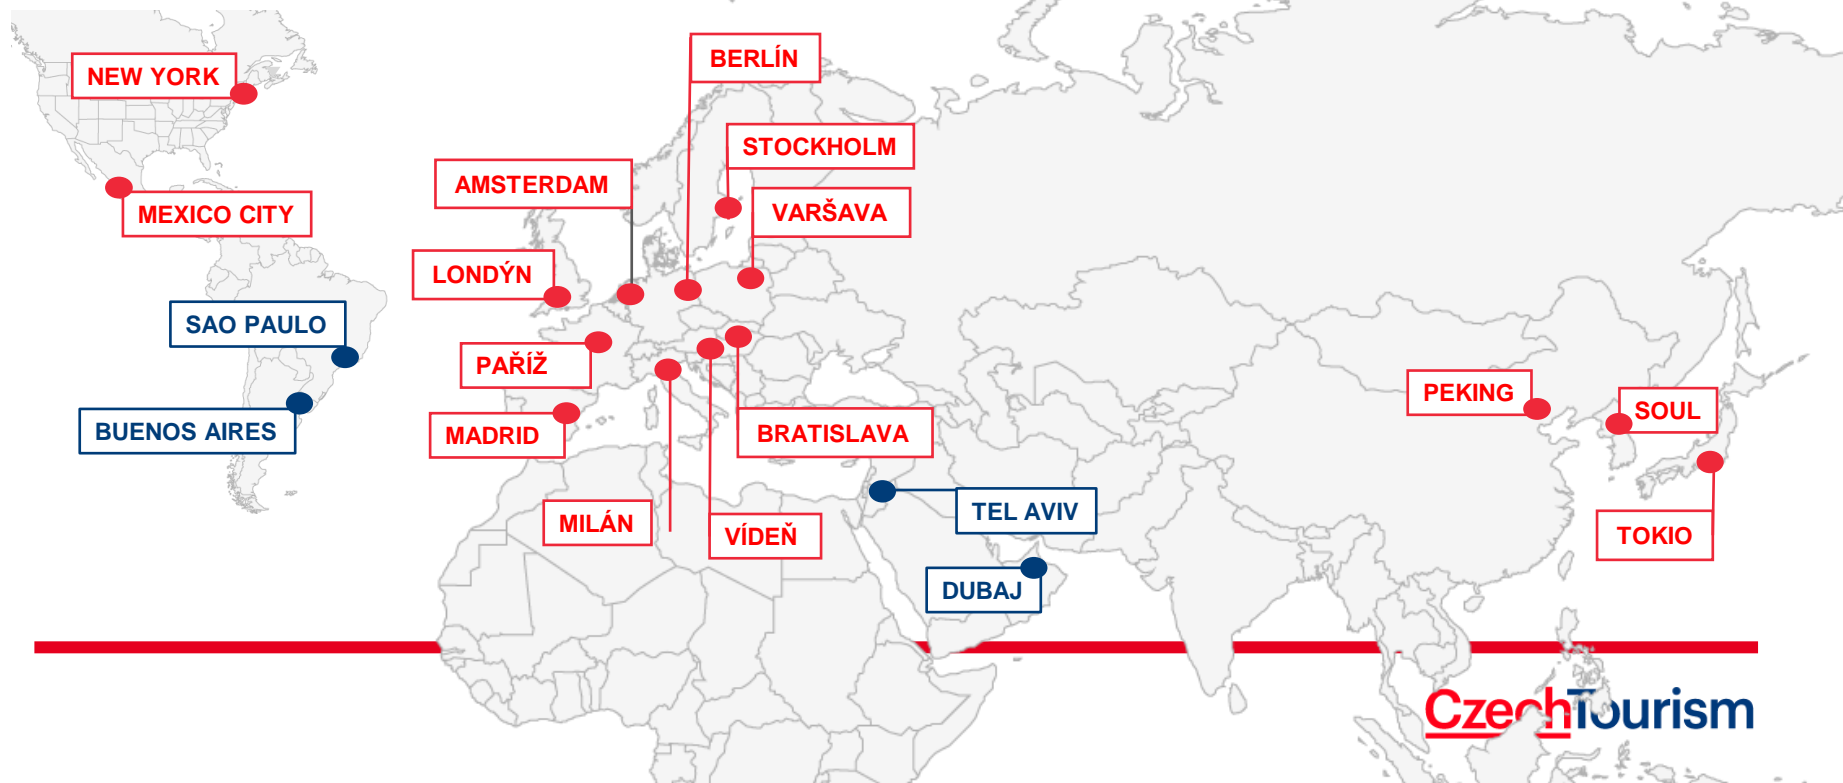 NEW YORK
BERLÍN
STOCKHOLM
AMSTERDAM
MEXICO CITY
VARŠAVA
LONDÝN
SAO PAULO
PAŘÍŽ
PEKING
SOUL
BUENOS AIRES
MADRID
BRATISLAVA
MILÁN
VÍDEŇ
TEL AVIV
TOKIO
DUBAJ
CzechTourism